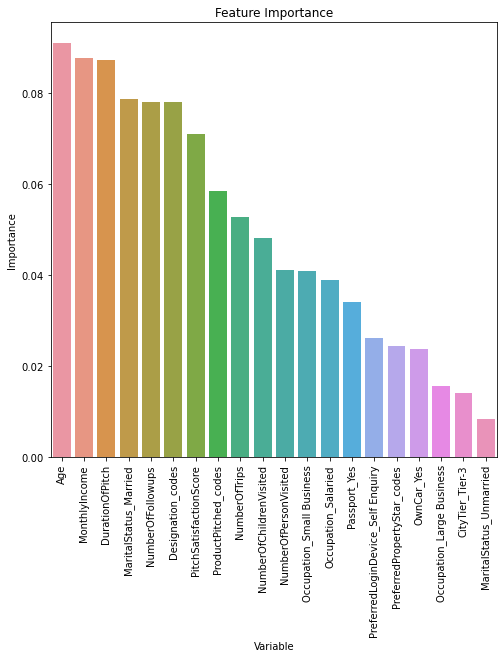 Feature Importance
Importance
0.08
0.06
0.04
0.02
0.00
Age
MonthlyIncome
DurationOfPitch
MaritalStatus_Married
NumberOfFollowups
Designation_codes
PitchSatisfactionScore
ProductPitched_codes
NumberOfTrips
NumberOfChildrenVisited
NumberOfPersonVisited
Occupation_Small Business
Occupation_Salaried
Passport_Yes
PreferredLoginDevice_Self Enquiry
PreferredPropertyStar_codes
OwnCar_Yes
Occupation_Large Business
CityTier_Tier-3
MaritalStatus_Unmarried
Variable